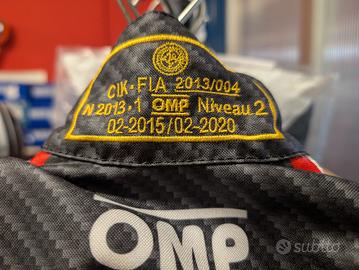 CIK-FIA 2013/004
N 2013.1 OMP Niveau 2
02-2015/02-2020
OMP
subito